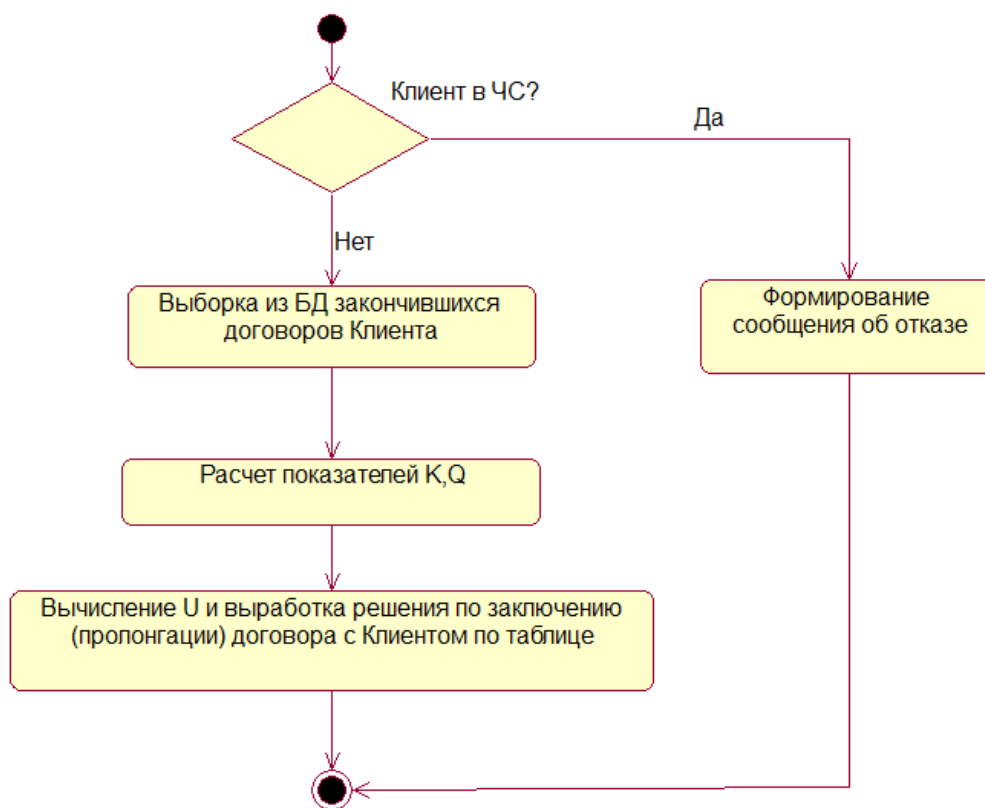 Клиент в ЧС?
Да
Нет
Выборка из БД закончившихся
договоров Клиента
Формирование
сообщения об отказе
Расчет показателей K,Q
Вычисление U и выработка решения по заключению
(пролонгации) договора с Клиентом по таблице